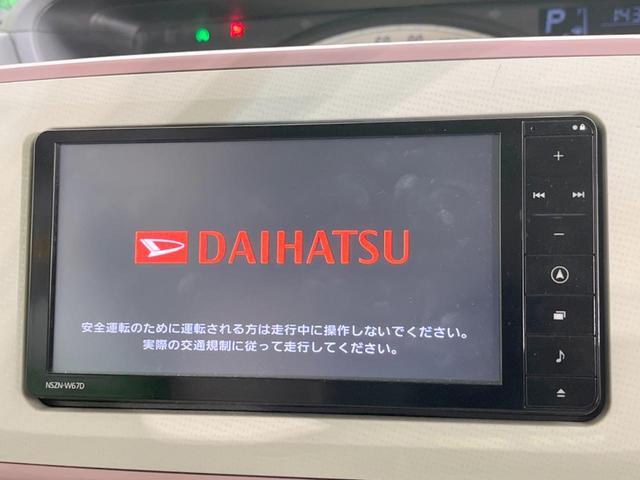 P
DAIHATSU
安全運転のために運転される方は走行中に操作しないでください。
実際の交通規制に従って走行してください。
NSZN-W67D